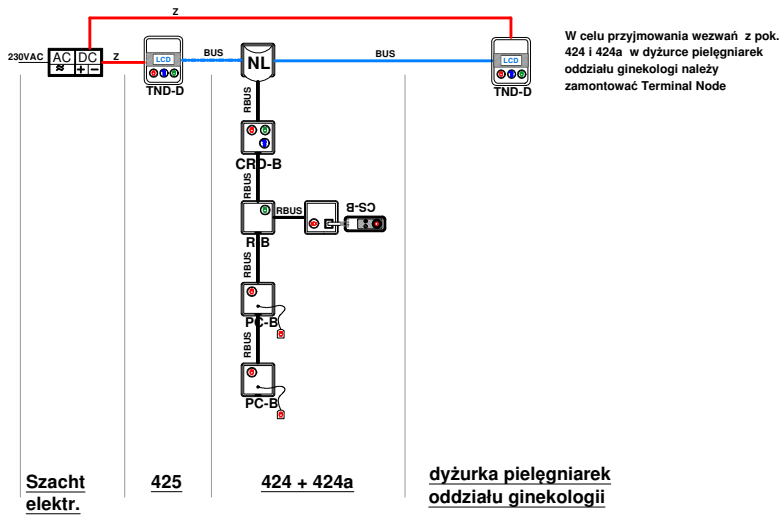 Z
W celu przyjmowania wezwań z pok.
424 i 424a w dyżurce pielęgniarek
oddziału ginekologi należy
zamontować Terminal Node
230VAC
AC DC
≈ + −
Z
LCD
TND-D
BUS
NL
BUS
LCD
TND-D
RBUS
CRD-B
RBUS
R-B
RBUS
CS-B
RBUS
PC-B
RBUS
PC-B
Szacht
elektr.
425
424 + 424a
dyżurka pielęgniarek
oddziału ginekologii